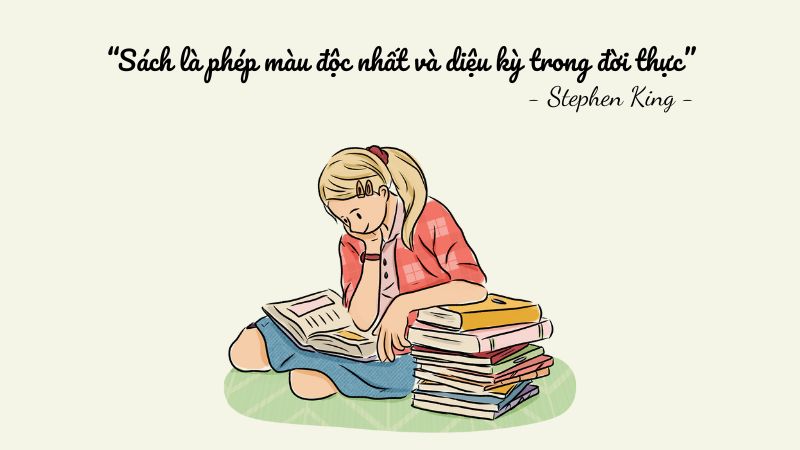 “Sách là phép màu độc nhất và diệu kỳ trong đời thực”
- Stephen King -